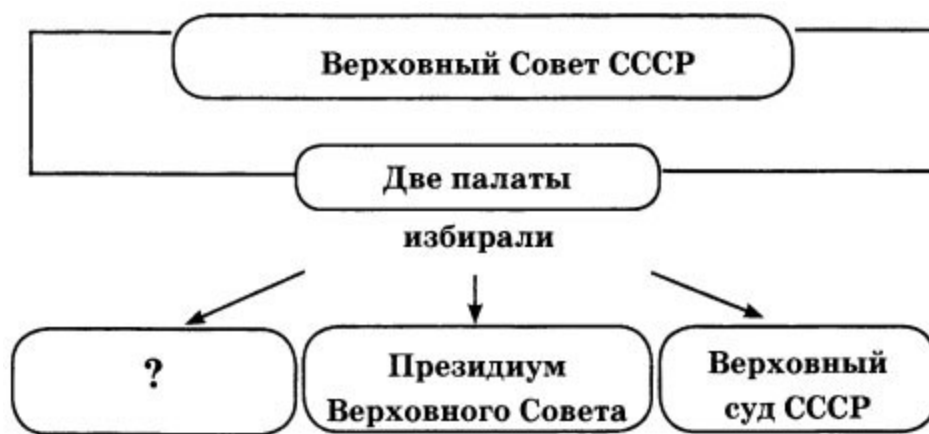 Верховный Совет СССР
Две палаты
избирали
?
Президиум
Верховного Совета
Верховный
суд СССР